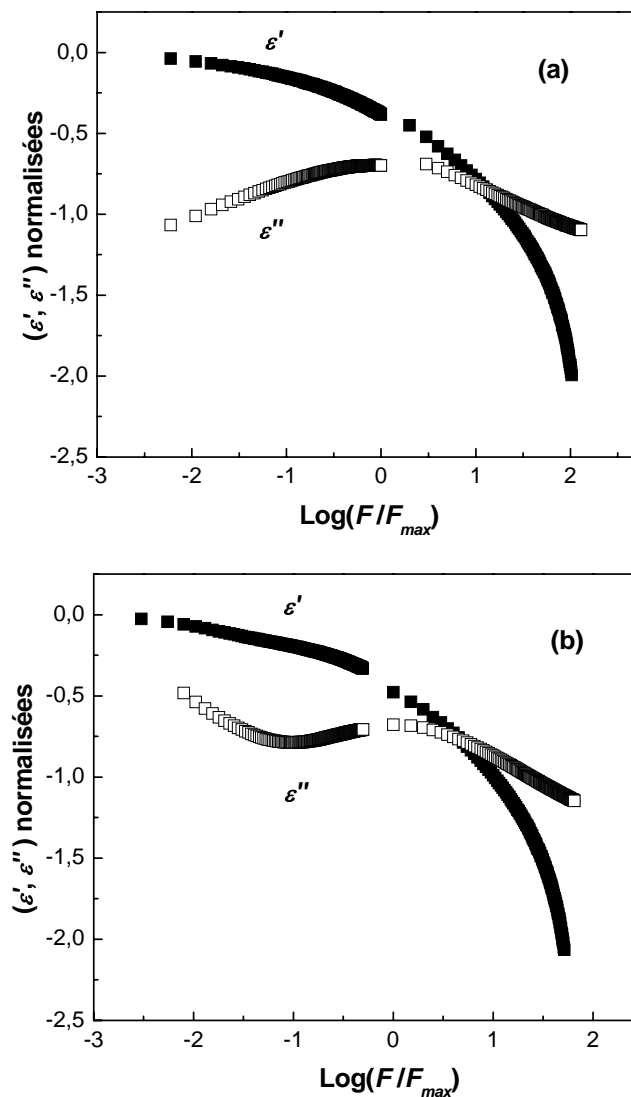 (a)
ε'
ε"
(ε', ε") normalisées
0,0
-0,5
-1,0
-1,5
-2,0
-2,5
-3 -2 -1 0 1 2
Log(F/Fmax)
(b)
ε'
ε"
(ε', ε") normalisées
0,0
-0,5
-1,0
-1,5
-2,0
-2,5
-3 -2 -1 0 1 2
Log(F/Fmax)